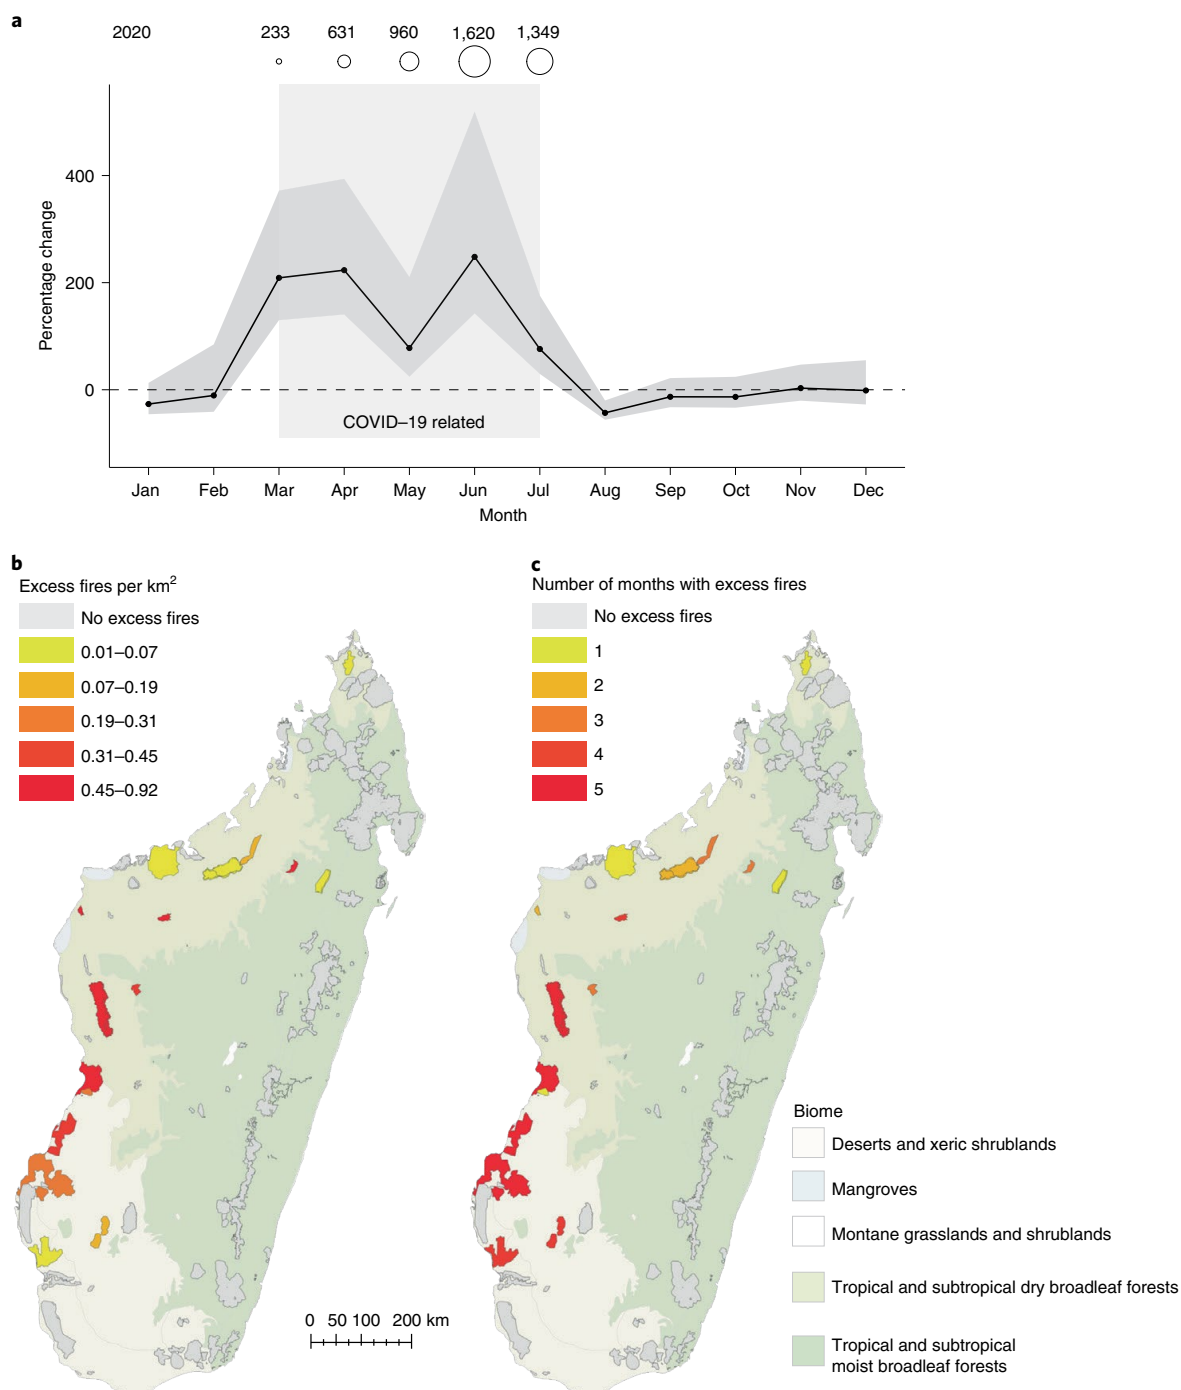 a
2020 233 631 960 1,620 1,349
400
200
0
Percentage change
COVID–19 related
Jan Feb Mar Apr May Jun Jul Aug Sep Oct Nov Dec
Month
b
Excess fires per km2
No excess fires
0.01–0.07
0.07–0.19
0.19–0.31
0.31–0.45
0.45–0.92
0 50 100 200 km
c
Number of months with excess fires
No excess fires
1
2
3
4
5
Biome
Deserts and xeric shrublands
Mangroves
Montane grasslands and shrublands
Tropical and subtropical dry broadleaf forests
Tropical and subtropical
moist broadleaf forests